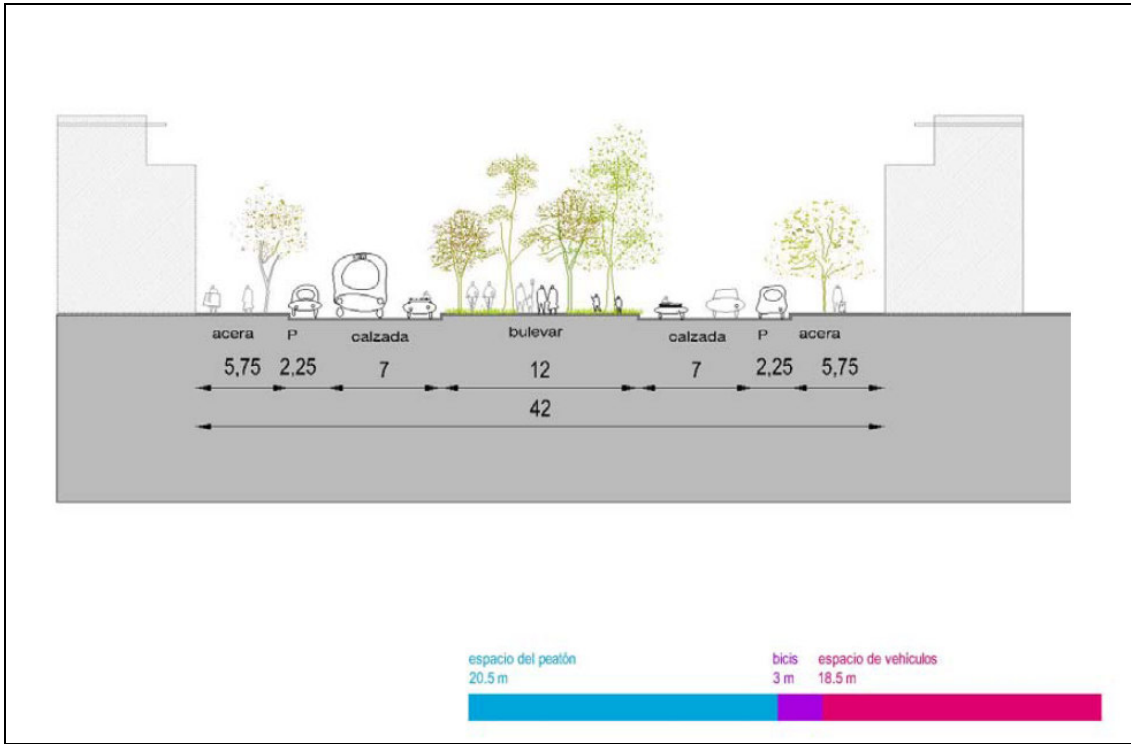 acera P calzada bulevar calzada P acera
5,75 2,25 7 12 7 2,25 5,75
42
espacio del peatón bicis espacio de vehículos
20.5 m 3 m 18.5 m